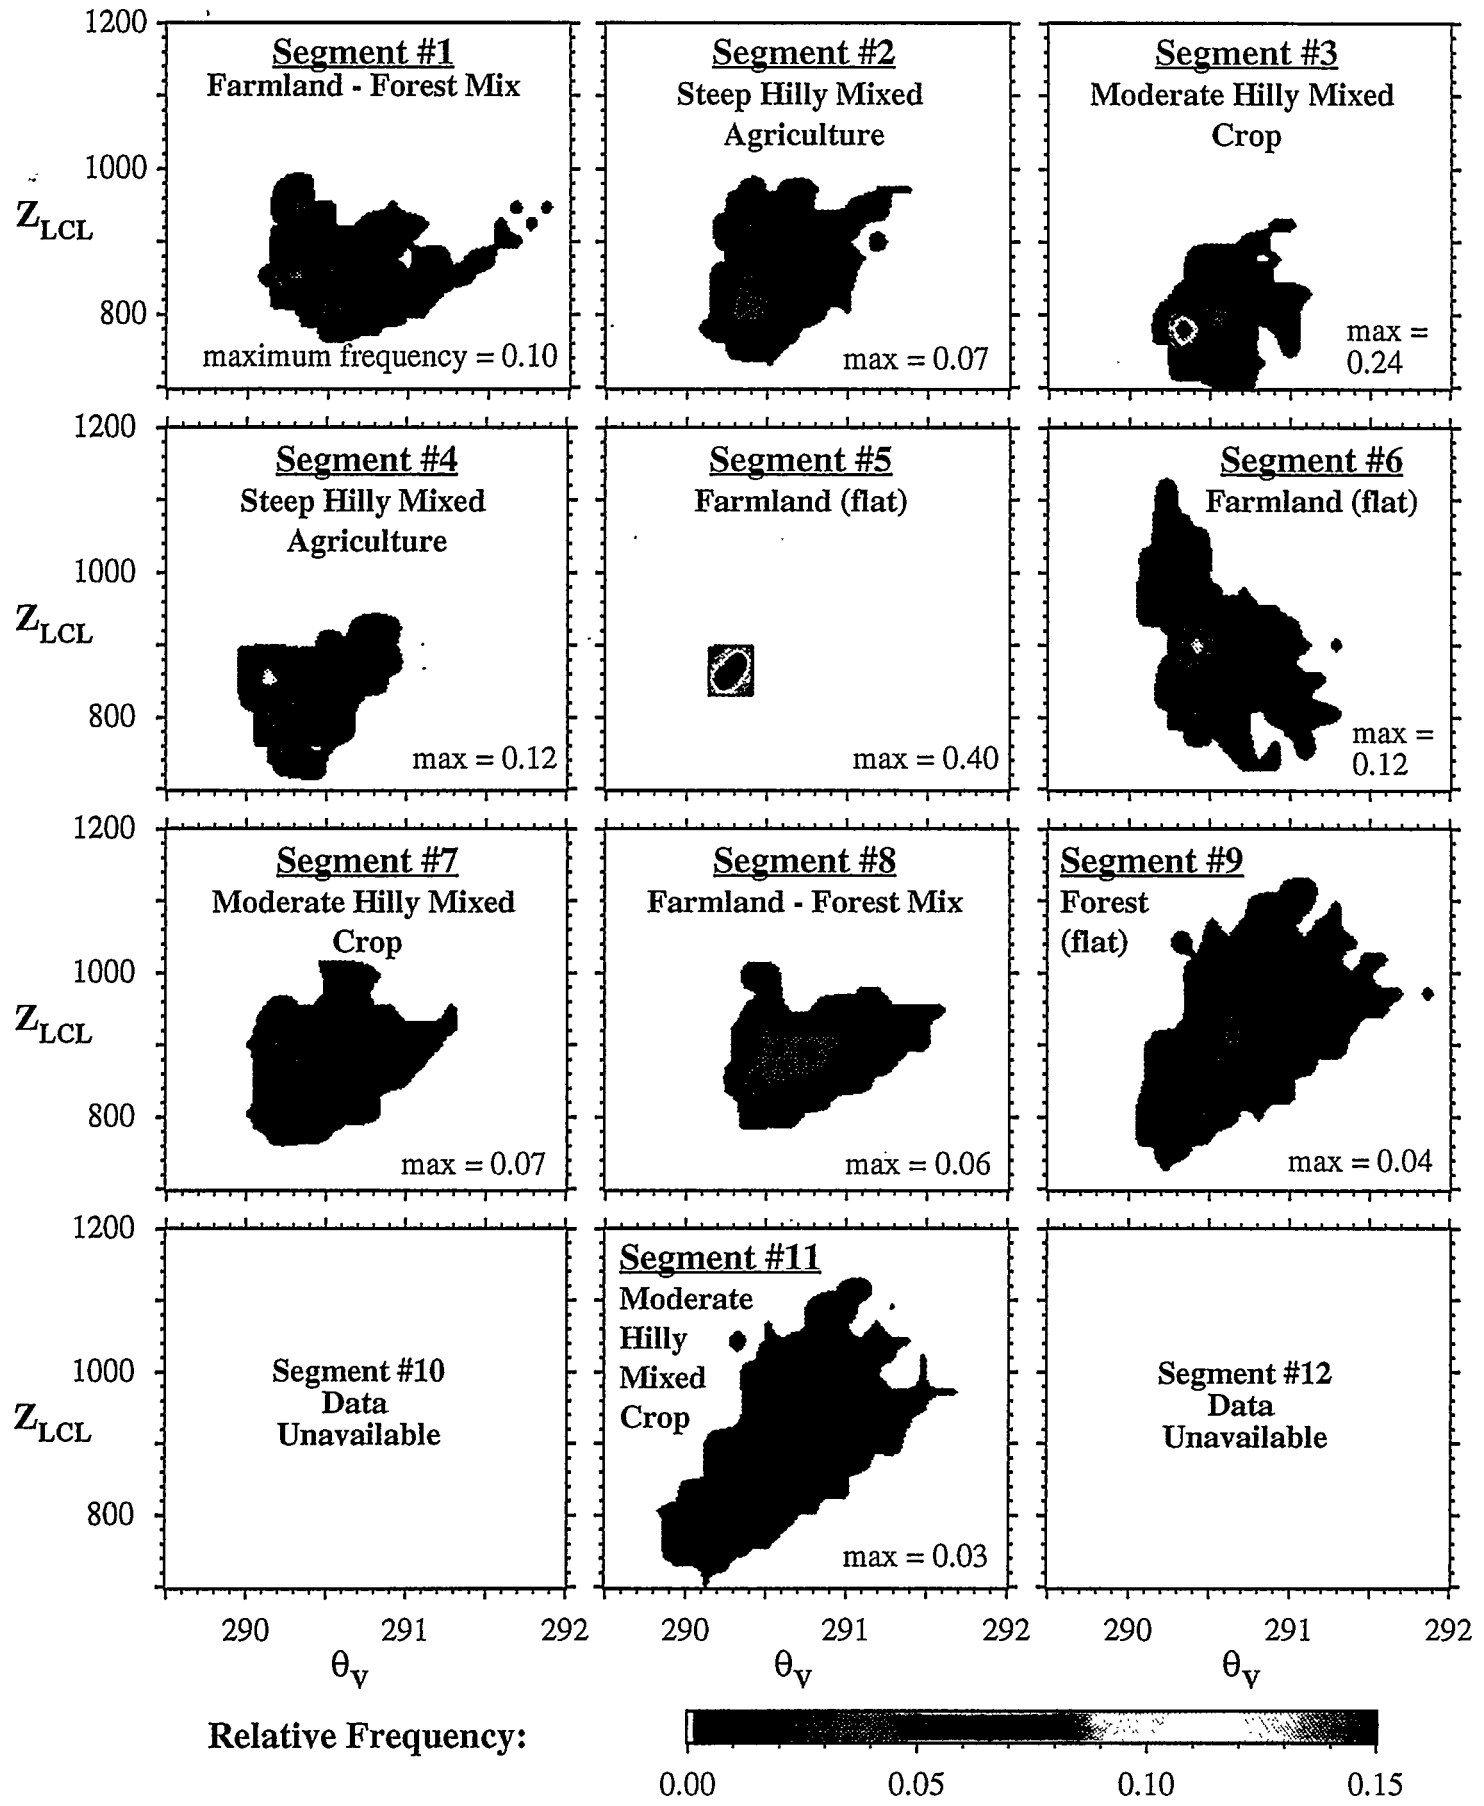 1200
Segment #1
Farmland - Forest Mix
1000
Z_LCL
800
maximum frequency = 0.10
Segment #2
Steep Hilly Mixed
Agriculture
max = 0.07
Segment #3
Moderate Hilly Mixed
Crop
max =
0.24
1200
Segment #4
Steep Hilly Mixed
Agriculture
1000
Z_LCL
800
max = 0.12
Segment #5
Farmland (flat)
max = 0.40
Segment #6
Farmland (flat)
max =
0.12
1200
Segment #7
Moderate Hilly Mixed
Crop
1000
Z_LCL
800
max = 0.07
Segment #8
Farmland - Forest Mix
max = 0.06
Segment #9
Forest
(flat)
max = 0.04
1200
1000
Z_LCL
800
Segment #10
Data
Unavailable
Segment #11
Moderate
Hilly
Mixed
Crop
max = 0.03
Segment #12
Data
Unavailable
290 291 292 290 291 292 290 291 292
θ_v θ_v θ_v
Relative Frequency:
0.00 0.05 0.10 0.15